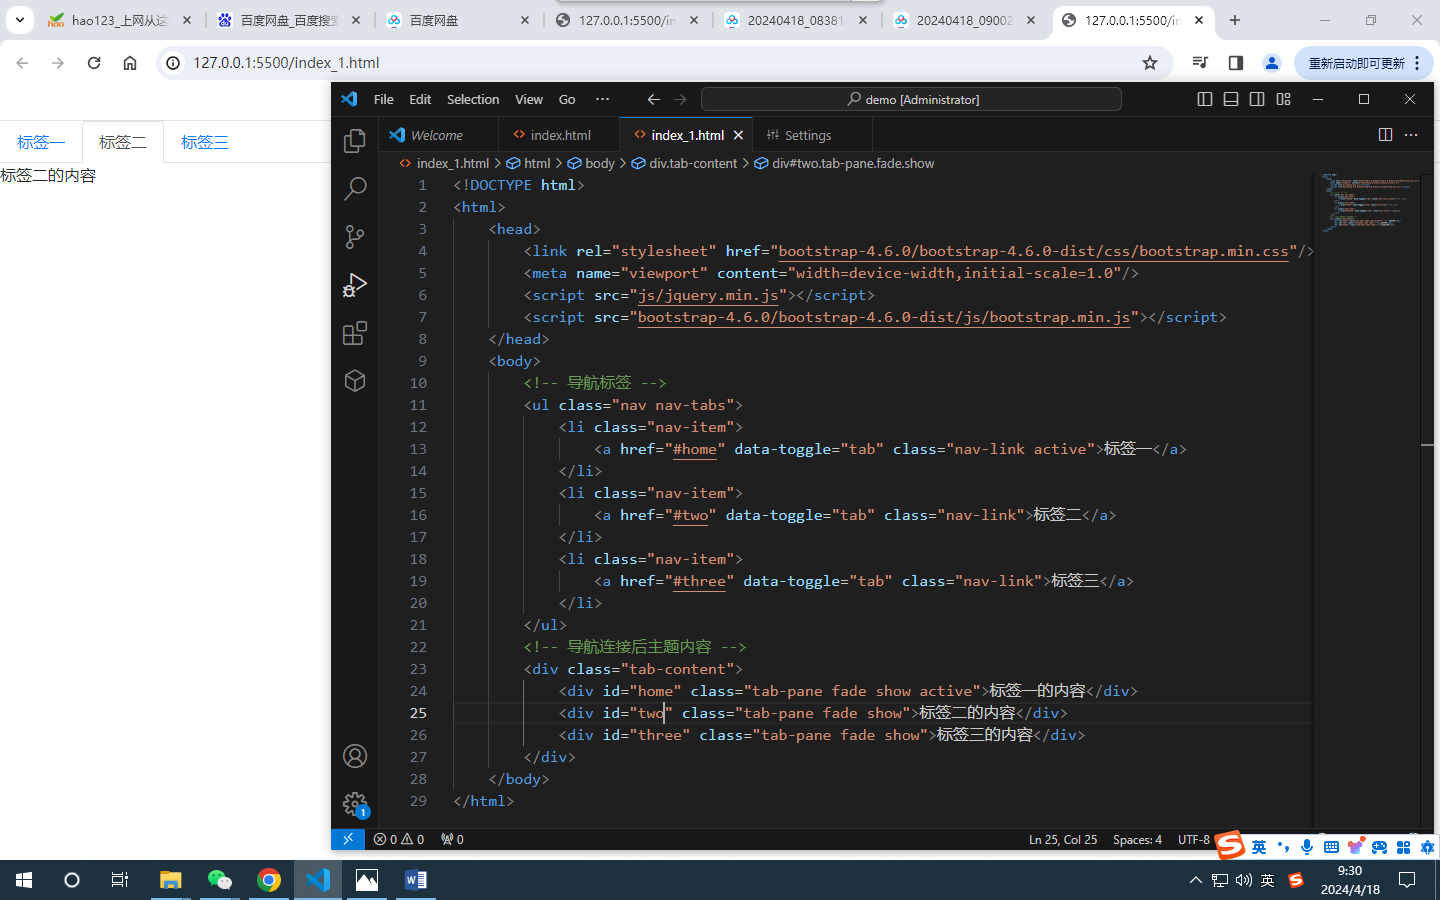 hao123_上网从这
百度网盘_百度搜索
百度网盘
127.0.0.1:5500/in
20240418_08381
20240418_09002
127.0.0.1:5500/in
127.0.0.1:5500/index_1.html
重新启动即可更新
标签一 标签二 标签三
标签二的内容
File Edit Selection View Go ···
demo [Administrator]
Welcome index.html index_1.html Settings
index_1.html > html > body > div.tab-content > div#two.tab-pane.fade.show
1 <!DOCTYPE html>
2 <html>
3 <head>
4 <link rel="stylesheet" href="bootstrap-4.6.0/bootstrap-4.6.0-dist/css/bootstrap.min.css"/>
5 <meta name="viewport" content="width=device-width,initial-scale=1.0"/>
6 <script src="js/jquery.min.js"></script>
7 <script src="bootstrap-4.6.0/bootstrap-4.6.0-dist/js/bootstrap.min.js"></script>
8 </head>
9 <body>
10 <!-- 导航标签 -->
11 <ul class="nav nav-tabs">
12 <li class="nav-item">
13 <a href="#home" data-toggle="tab" class="nav-link active">标签一</a>
14 </li>
15 <li class="nav-item">
16 <a href="#two" data-toggle="tab" class="nav-link">标签二</a>
17 </li>
18 <li class="nav-item">
19 <a href="#three" data-toggle="tab" class="nav-link">标签三</a>
20 </li>
21 </ul>
22 <!-- 导航连接后主题内容 -->
23 <div class="tab-content">
24 <div id="home" class="tab-pane fade show active">标签一的内容</div>
25 <div id="two" class="tab-pane fade show">标签二的内容</div>
26 <div id="three" class="tab-pane fade show">标签三的内容</div>
27 </div>
28 </body>
29 </html>
1
0 0 0
Ln 25, Col 25 Spaces: 4 UTF-8
英
英
9:30
2024/4/18